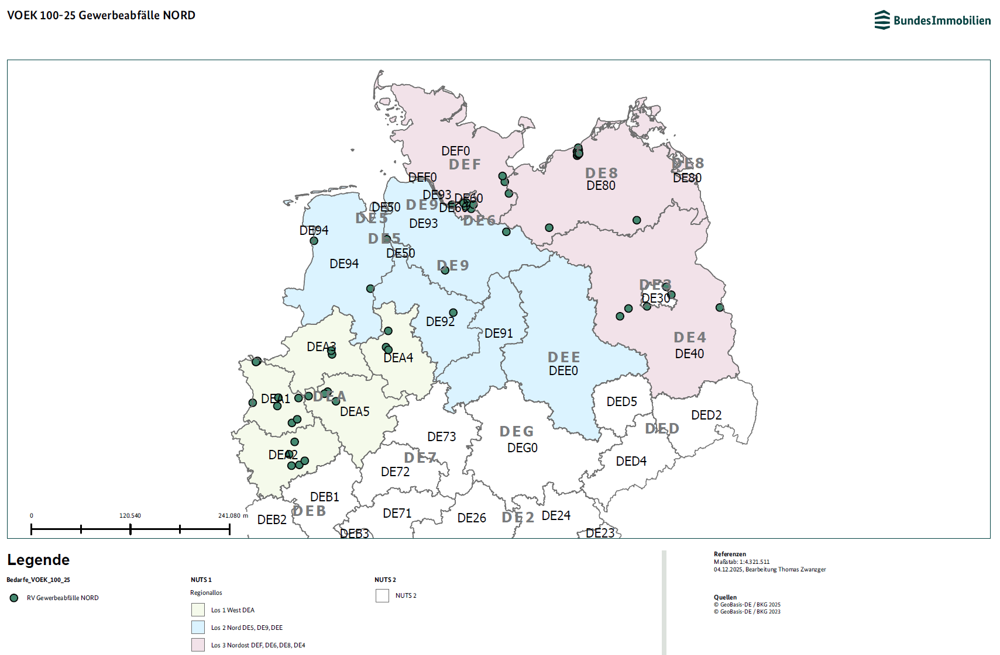 VOEK 100-25 Gewerbeabfälle NORD
BundesImmobilien
DEF0
DEF
DE8
DE80
DE8
DE80
DEF0
DE93
DE60
DE60
DE9
DE6
DE50
DE5
DE93
DE94
DE5
DE50
DE94
DE9
DE3
DE30
DE92
DE91
DE4
DE40
DEA3
DEA4
DEE
DEE0
DEA1
DEA
DEA5
DED5
DED2
DED
DE73
DEG
DEG0
DEA2
DE7
DE72
DED4
DEB1
DEB
DEB2
DEB3
DE71
DE26
DE2
DE24
DE23
0 120.540 241.080 m
Legende
Bedarfe_VOEK_100_25
RV Gewerbeabfälle NORD
NUTS 1
Regionallos
Los 1 West DEA
Los 2 Nord DE5, DE9, DEE
Los 3 Nordost DEF, DE6, DE8, DE4
NUTS 2
NUTS 2
Referenzen
Maßstab: 1:4.321.511
04.12.2025, Bearbeitung Thomas Zwanzger
Quellen
© GeoBasis-DE / BKG 2025
© GeoBasis-DE / BKG 2023